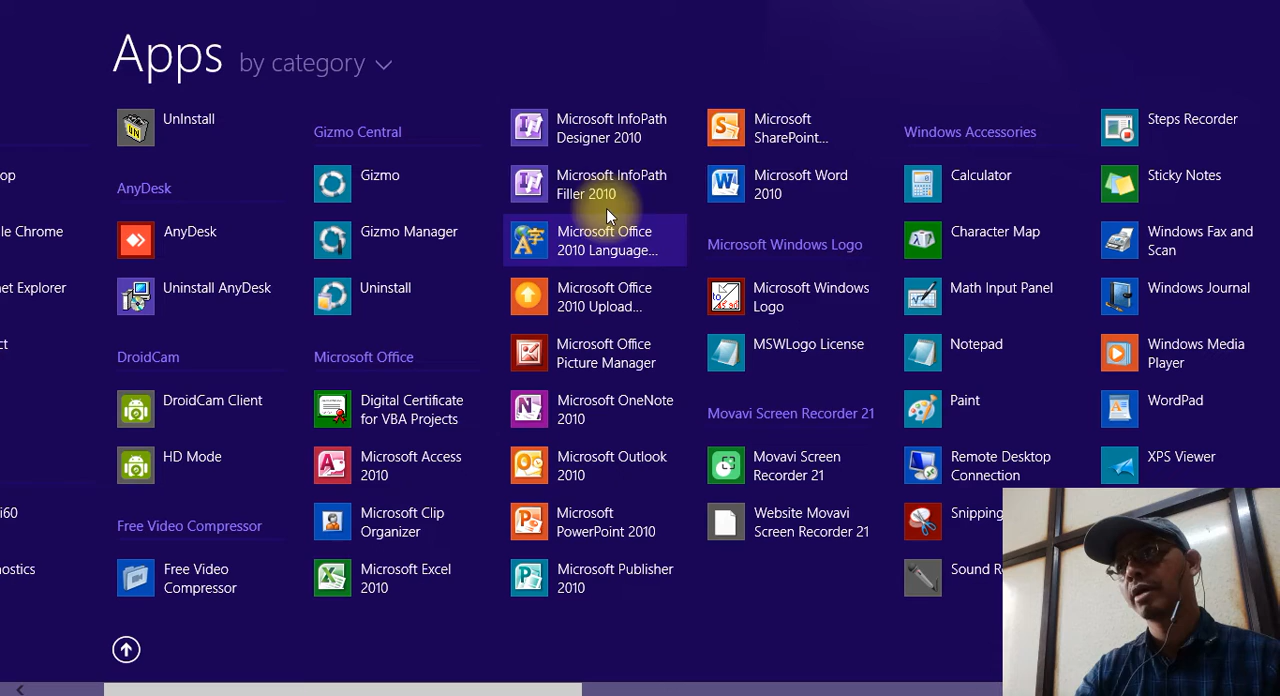 Apps by category
UnInstall
AnyDesk
AnyDesk
Uninstall AnyDesk
DroidCam
DroidCam Client
HD Mode
Free Video Compressor
Free Video
Compressor
Gizmo Central
Gizmo
Gizmo Manager
Uninstall
Microsoft Office
Digital Certificate
for VBA Projects
Microsoft Access
2010
Microsoft Clip
Organizer
Microsoft Excel
2010
Microsoft InfoPath
Designer 2010
Microsoft InfoPath
Filler 2010
Microsoft Office
2010 Language...
Microsoft Office
2010 Upload...
Microsoft Office
Picture Manager
Microsoft OneNote
2010
Microsoft Outlook
2010
Microsoft
PowerPoint 2010
Microsoft Publisher
2010
Microsoft
SharePoint...
Microsoft Word
2010
Microsoft Windows Logo
Microsoft Windows
Logo
MSWLogo License
Movavi Screen Recorder 21
Movavi Screen
Recorder 21
Website Movavi
Screen Recorder 21
Windows Accessories
Calculator
Character Map
Math Input Panel
Notepad
Paint
Remote Desktop
Connection
Snipping
Sound R
Steps Recorder
Sticky Notes
Windows Fax and
Scan
Windows Journal
Windows Media
Player
WordPad
XPS Viewer
op
le Chrome
et Explorer
ct
i60
ostics